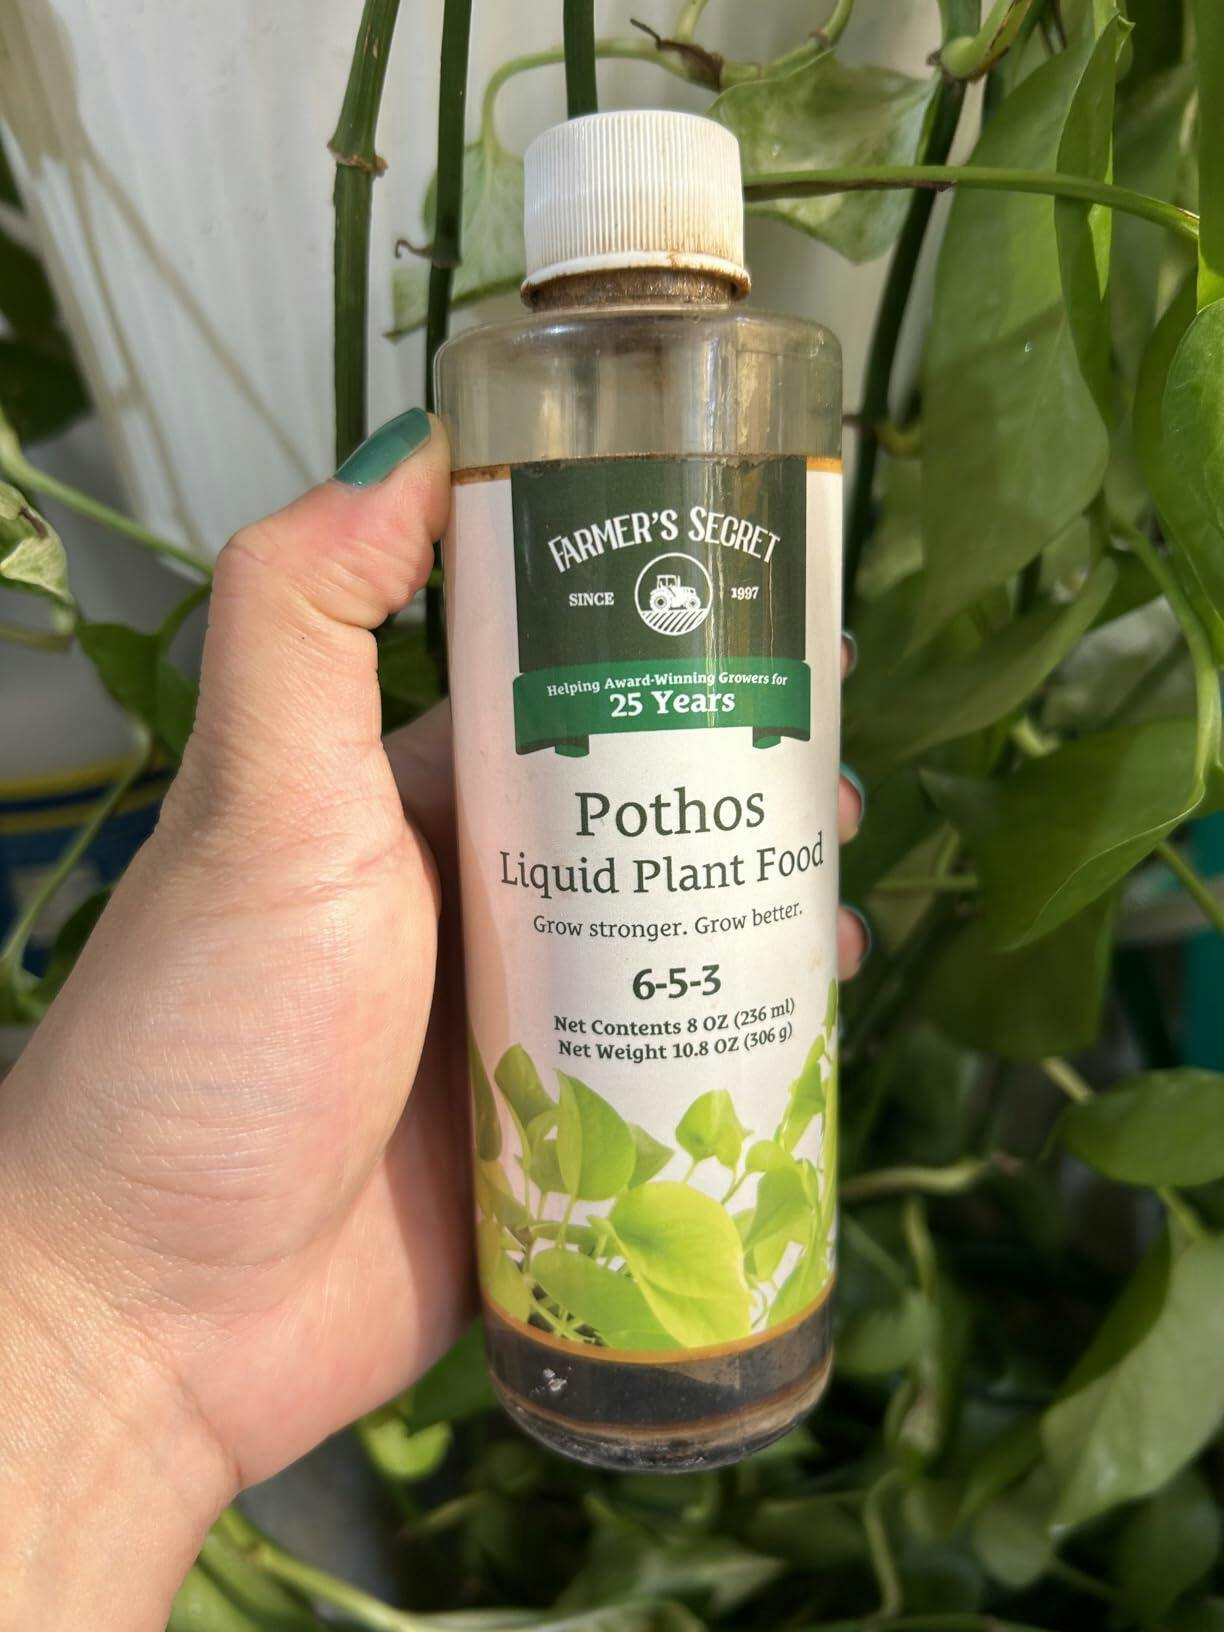 FARMER'S SECRET
SINCE 1997
Helping Award-Winning Growers for
25 Years
Pothos
Liquid Plant Food
Grow stronger. Grow better.
6-5-3
Net Contents 8 OZ (236 ml)
Net Weight 10.8 OZ (306 g)